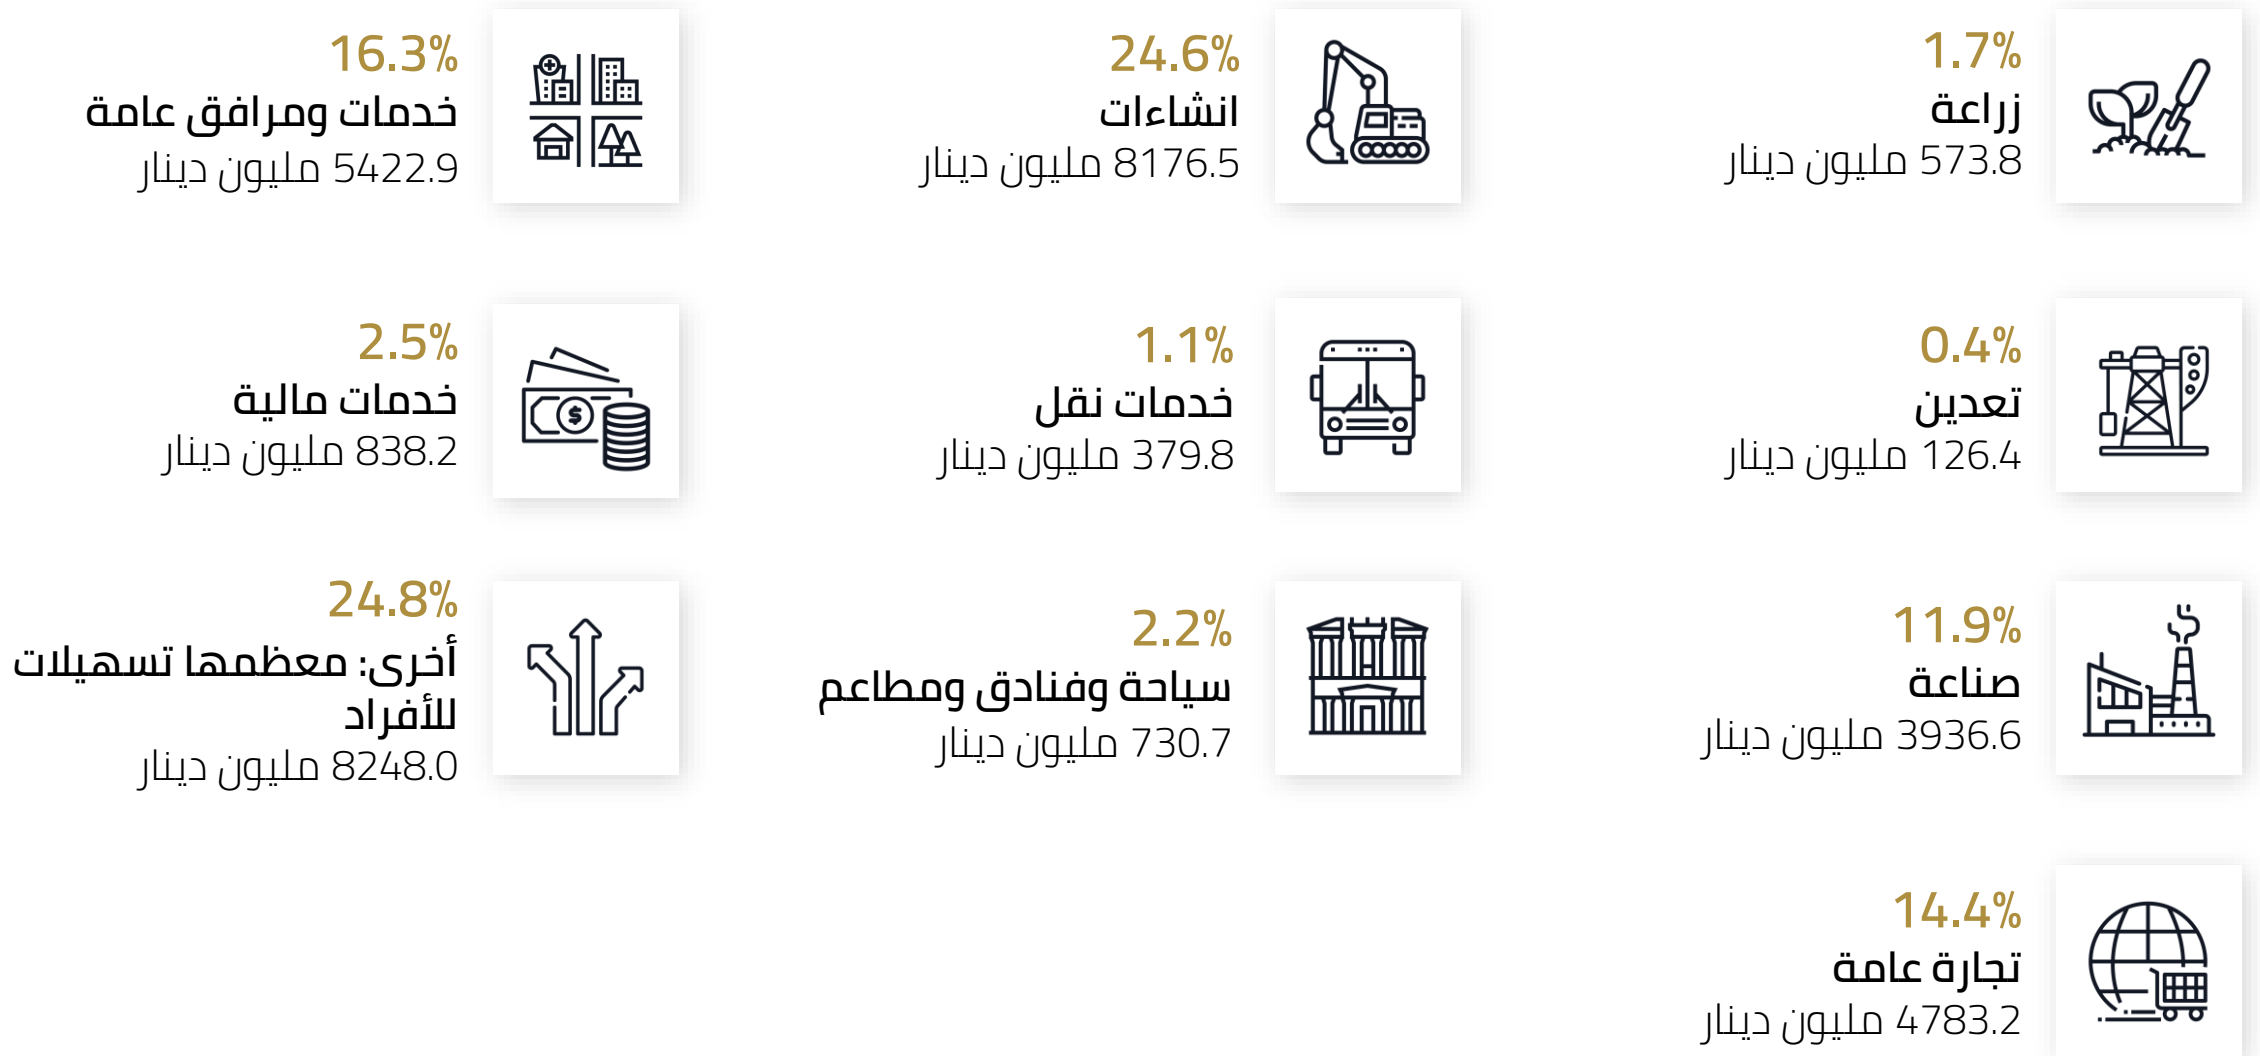 1.7%
زراعة
573.8 مليون دينار
0.4%
تعدين
126.4 مليون دينار
11.9%
صناعة
3936.6 مليون دينار
14.4%
تجارة عامة
4783.2 مليون دينار
24.6%
انشاءات
8176.5 مليون دينار
1.1%
خدمات نقل
379.8 مليون دينار
2.2%
سياحة وفنادق ومطاعم
730.7 مليون دينار
16.3%
خدمات ومرافق عامة
5422.9 مليون دينار
2.5%
خدمات مالية
838.2 مليون دينار
24.8%
أخرى: معظمها تسهيلات
للأفراد
8248.0 مليون دينار